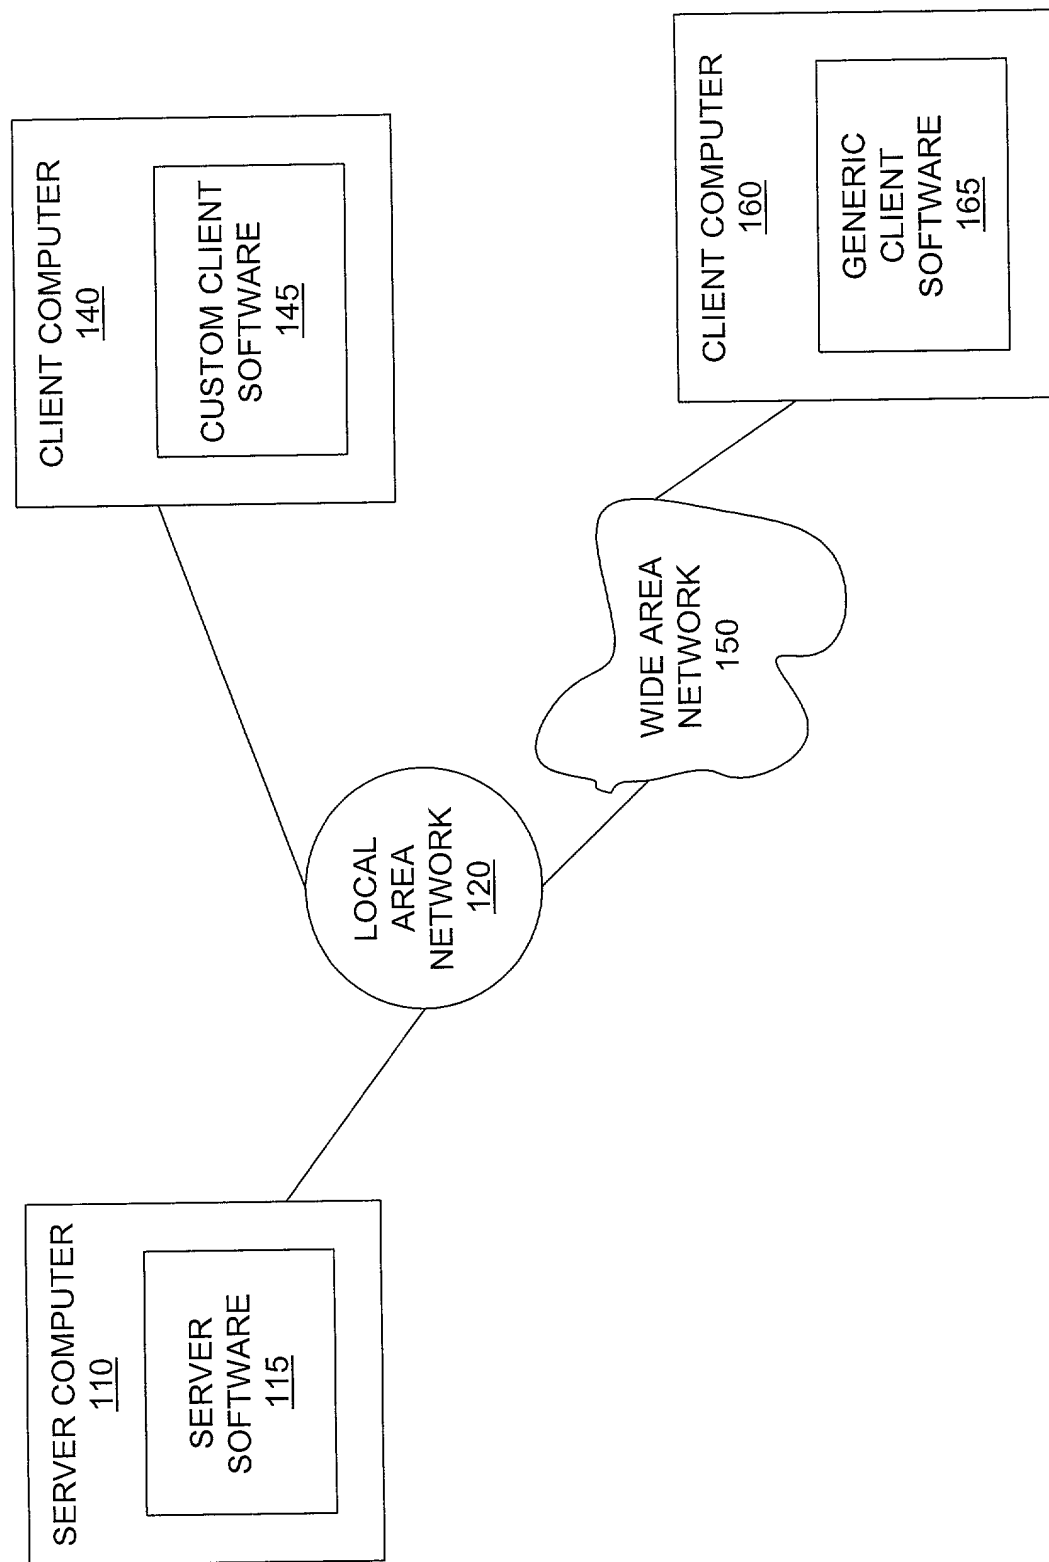 SERVER COMPUTER
110
SERVER
SOFTWARE
115
LOCAL
AREA
NETWORK
120
CLIENT COMPUTER
140
CUSTOM CLIENT
SOFTWARE
145
WIDE AREA
NETWORK
150
CLIENT COMPUTER
160
GENERIC
CLIENT
SOFTWARE
165